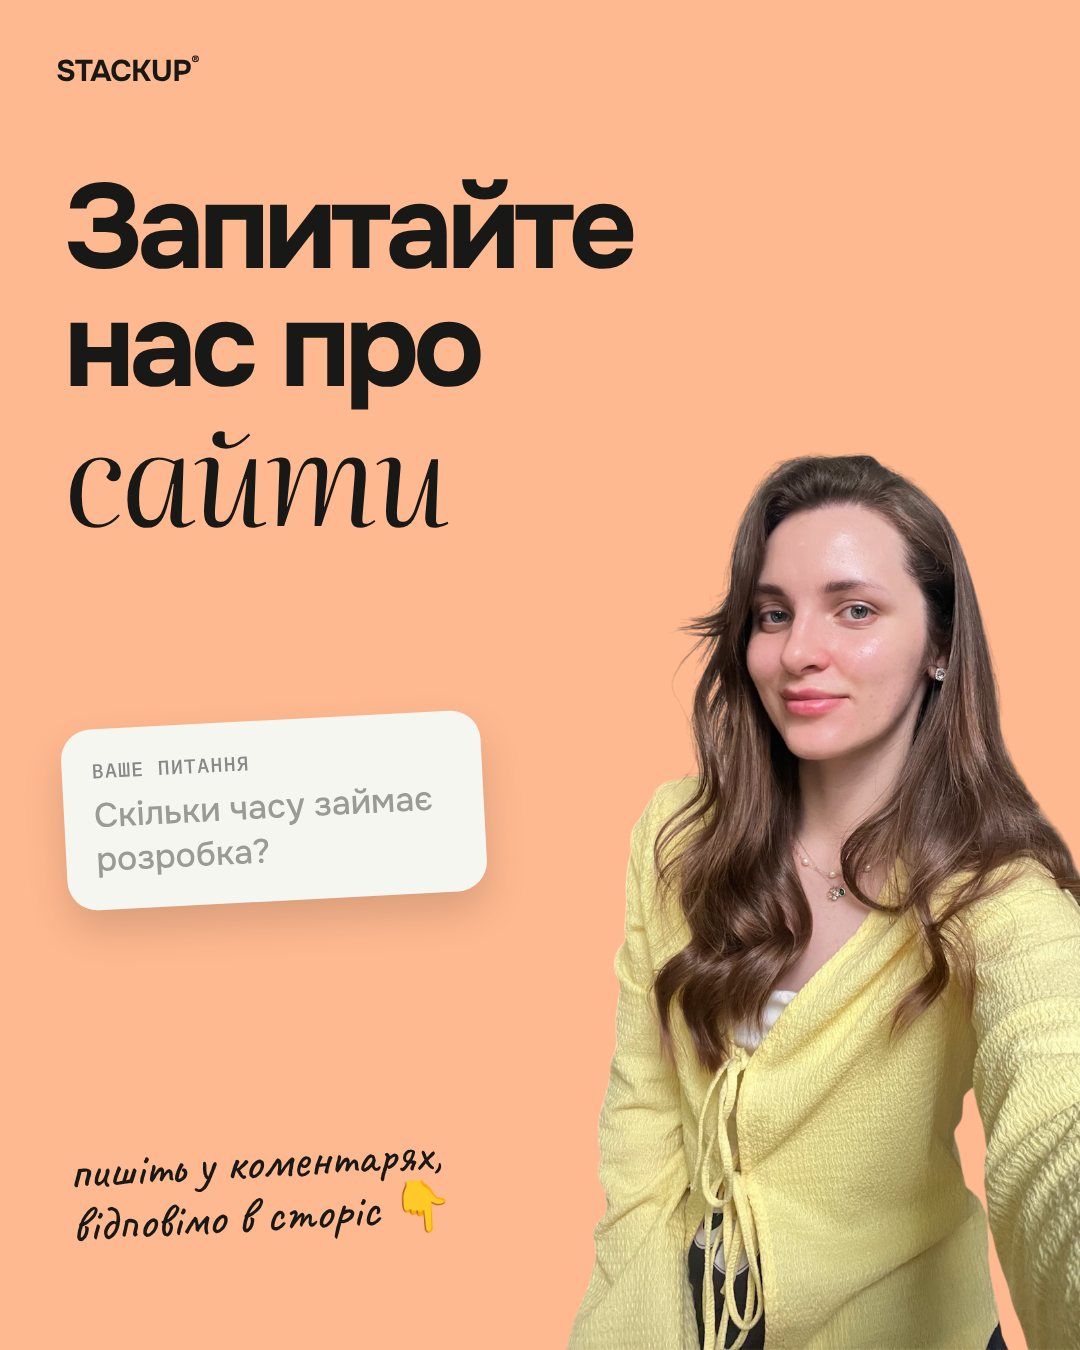 STACKUP®
Запитайте
нас про
сайти
ВАШЕ ПИТАННЯ
Скільки часу займає
розробка?
пишіть у коментарях,
відповімо в сторіс 👇